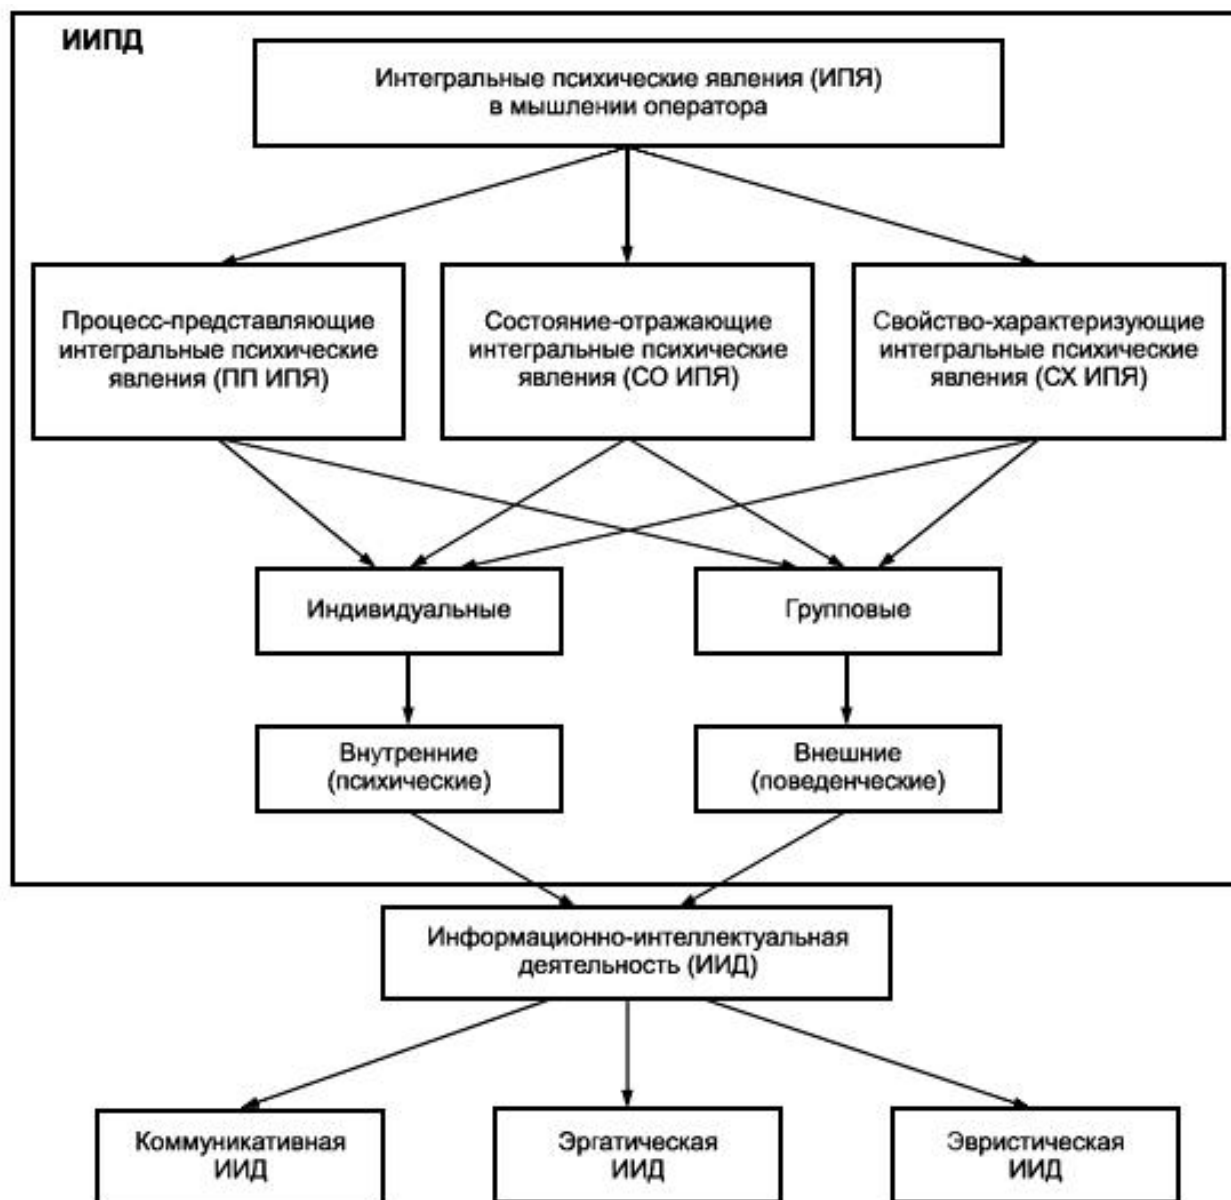 ИИПД
Интегральные психические явления (ИПЯ)
в мышлении оператора
Процесс-представляющие
интегральные психические
явления (ПП ИПЯ)
Состояние-отражающие
интегральные психические
явления (СО ИПЯ)
Свойство-характеризующие
интегральные психические
явления (СХ ИПЯ)
Индивидуальные
Групповые
Внутренние
(психические)
Внешние
(поведенческие)
Информационно-интеллектуальная
деятельность (ИИД)
Коммуникативная
ИИД
Эргатическая
ИИД
Эвристическая
ИИД